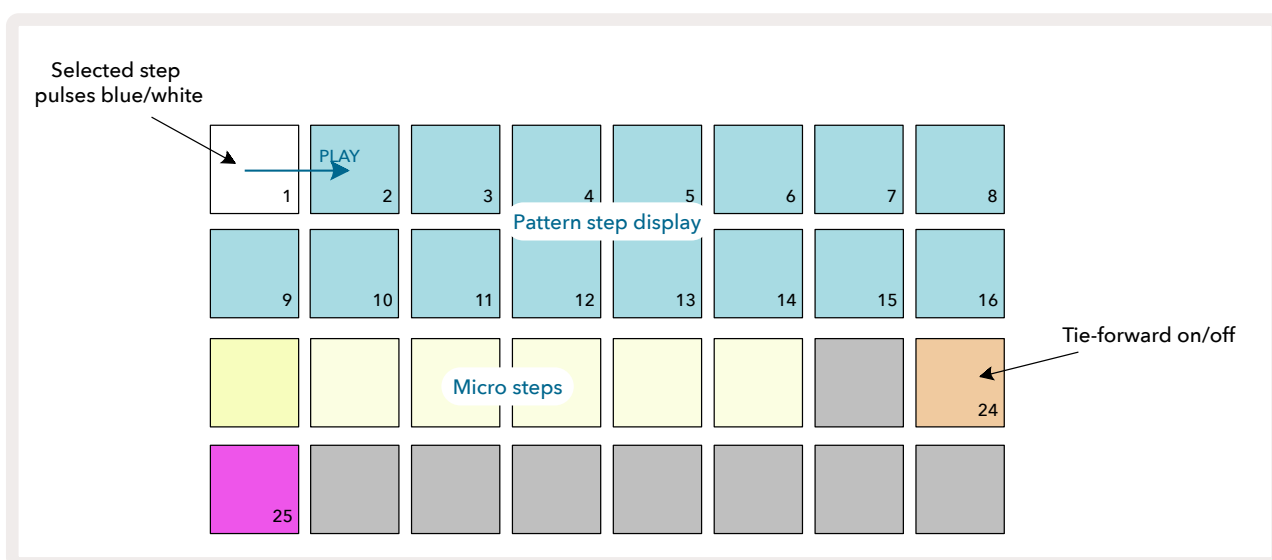 Selected step
pulses blue/white
PLAY
1 2 3 4 5 6 7 8
Pattern step display
9 10 11 12 13 14 15 16
Tie-forward on/off
Micro steps
24
25